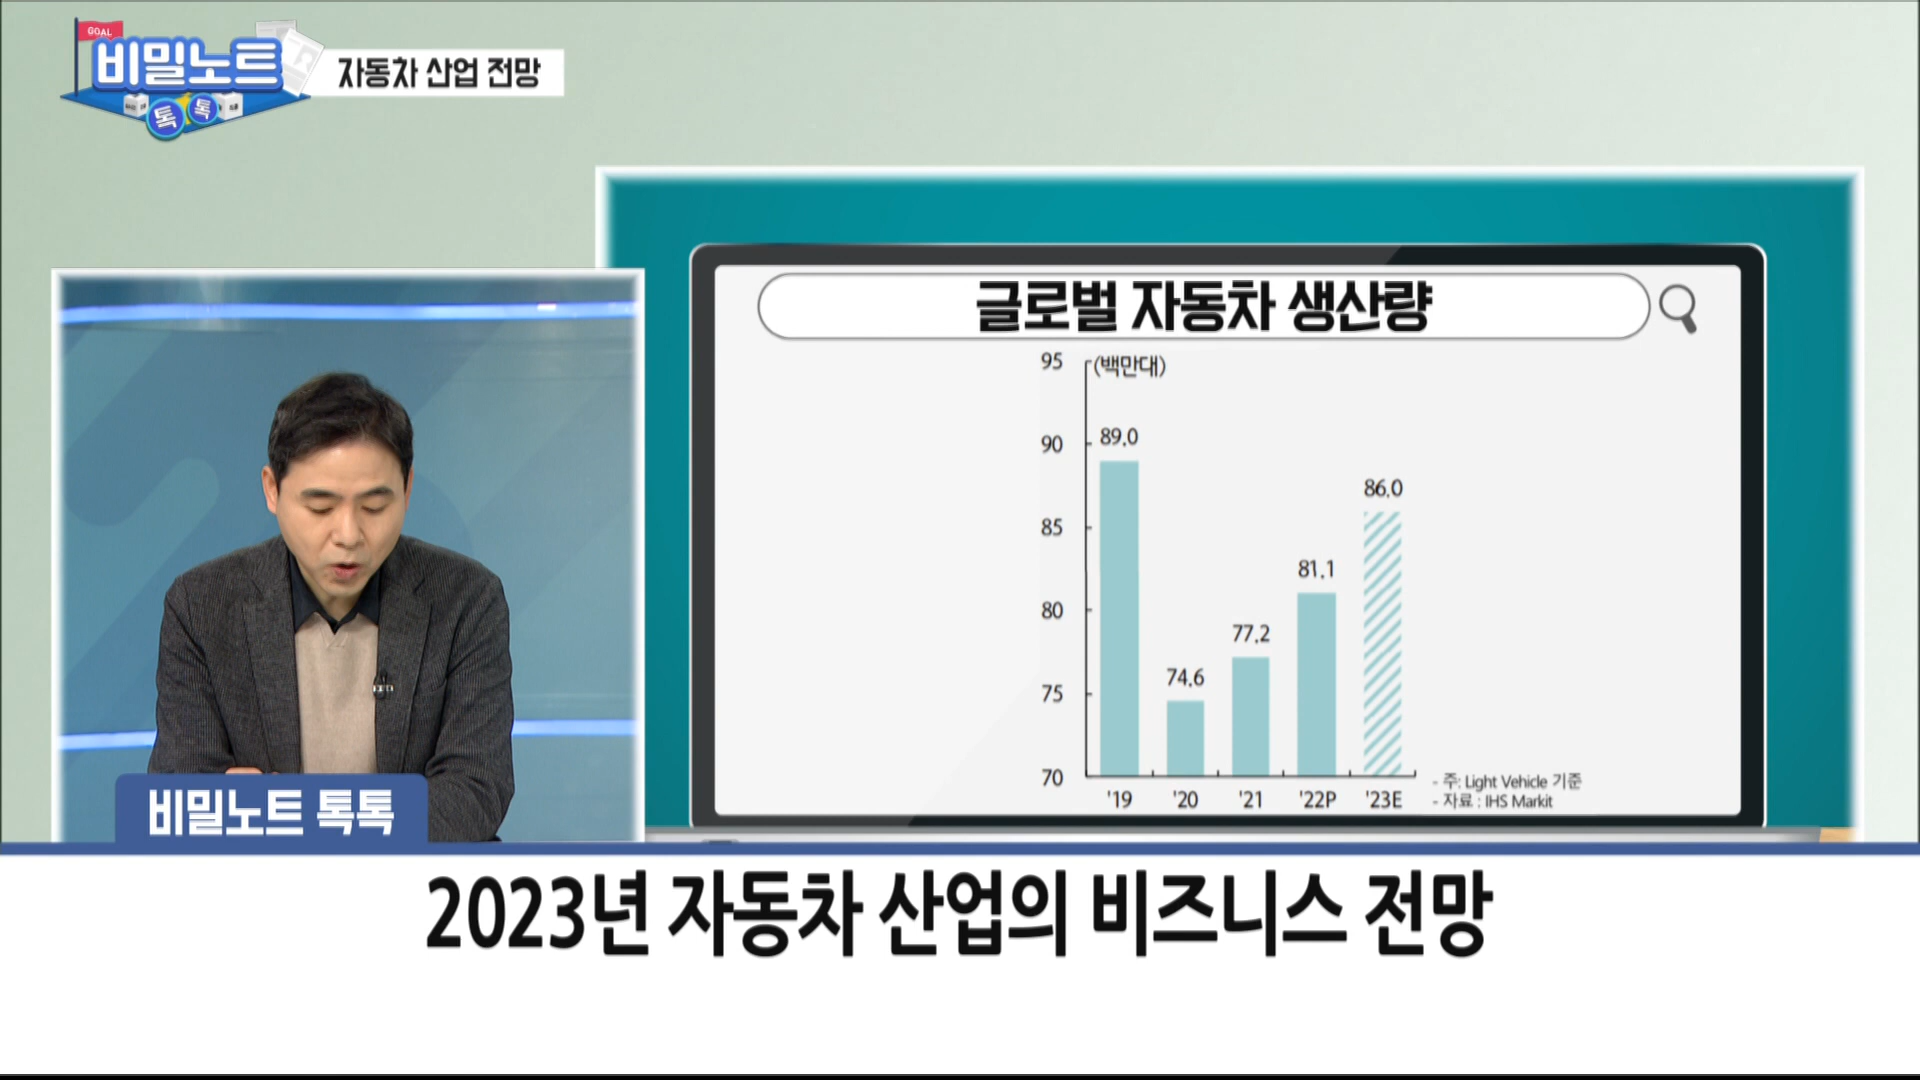 GOAL
비밀노트
톡톡
자동차 산업 전망
글로벌 자동차 생산량
(백만대)
95
90
85
80
75
70
89.0
74.6
77.2
81.1
86.0
'19 '20 '21 '22P '23E
- 주: Light Vehicle 기준
- 자료 : IHS Markit
비밀노트 톡톡
2023년 자동차 산업의 비즈니스 전망